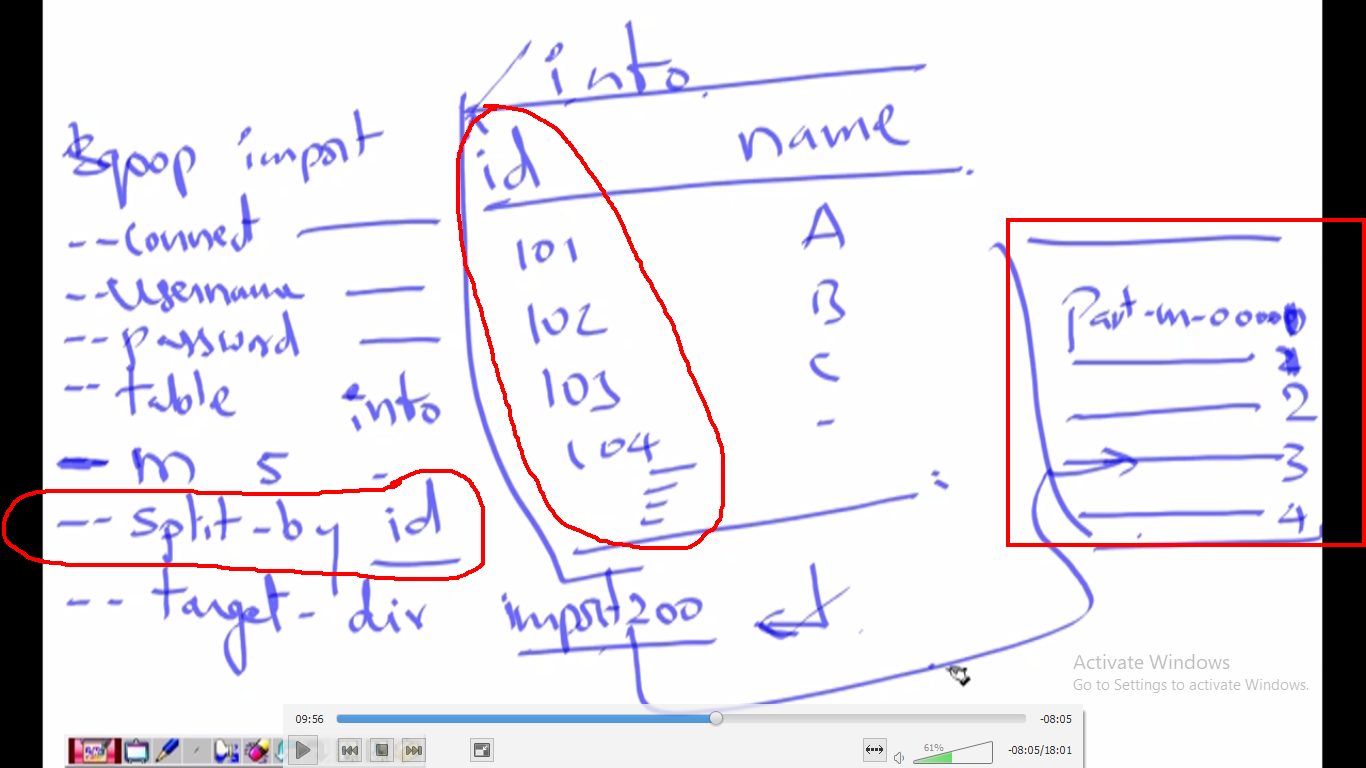 into
Sqoop import
id name
--connect
101 A
--username
102 B
--password
103 C
--table into
104 -
- m 5 -
--split-by id
--target-dir import200
Part-m-00000
1
2
3
4
Activate Windows
Go to Settings to activate Windows.
09:56
-08:05
61%
-08:05/18:01